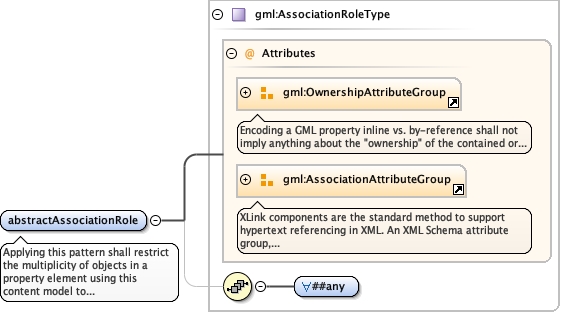 gml:AssociationRoleType
@ Attributes
gml:OwnershipAttributeGroup
Encoding a GML property inline vs. by-reference shall not
imply anything about the "ownership" of the contained or...
gml:AssociationAttributeGroup
XLink components are the standard method to support
hypertext referencing in XML. An XML Schema attribute
group,...
abstractAssociationRole
Applying this pattern shall restrict
the multiplicity of objects in a
property element using this
content model to...
∀##any